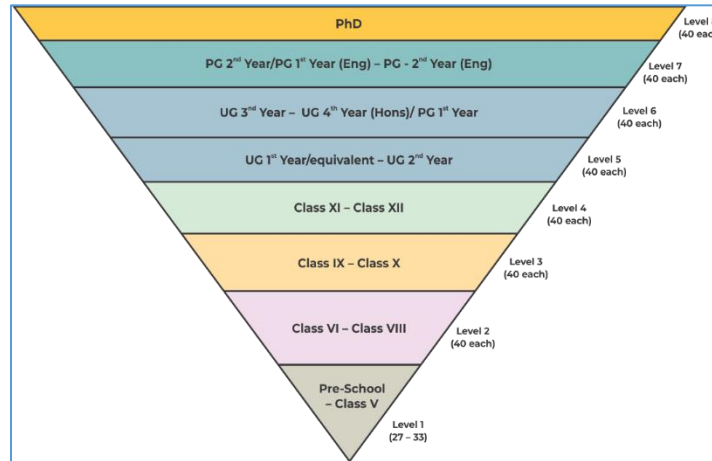 PhD
Level
(40 each)
PG 2nd Year/PG 1st Year (Eng) – PG - 2nd Year (Eng)
Level 7
(40 each)
UG 3rd Year – UG 4th Year (Hons)/ PG 1st Year
Level 6
(40 each)
UG 1st Year/equivalent – UG 2nd Year
Level 5
(40 each)
Class XI – Class XII
Level 4
(40 each)
Class IX – Class X
Level 3
(40 each)
Class VI – Class VIII
Level 2
(40 each)
Pre-School
– Class V
Level 1
(27 – 33)